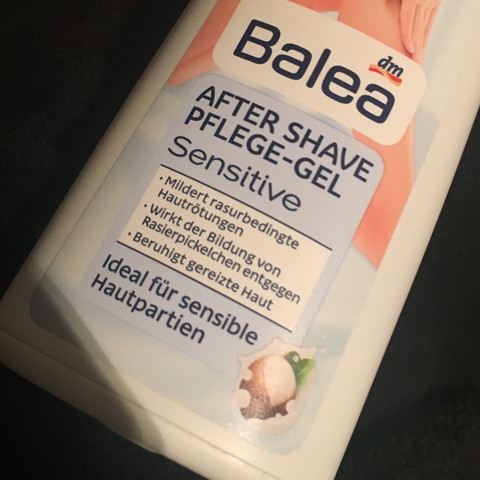 Balea
dm
AFTER SHAVE
PFLEGE-GEL
Sensitive
• Mildert rasurbedingte
Hautrötungen
• Wirkt der Bildung von
Rasierpickelchen entgegen
• Beruhigt gereizte Haut
Ideal für sensible
Hautpartien